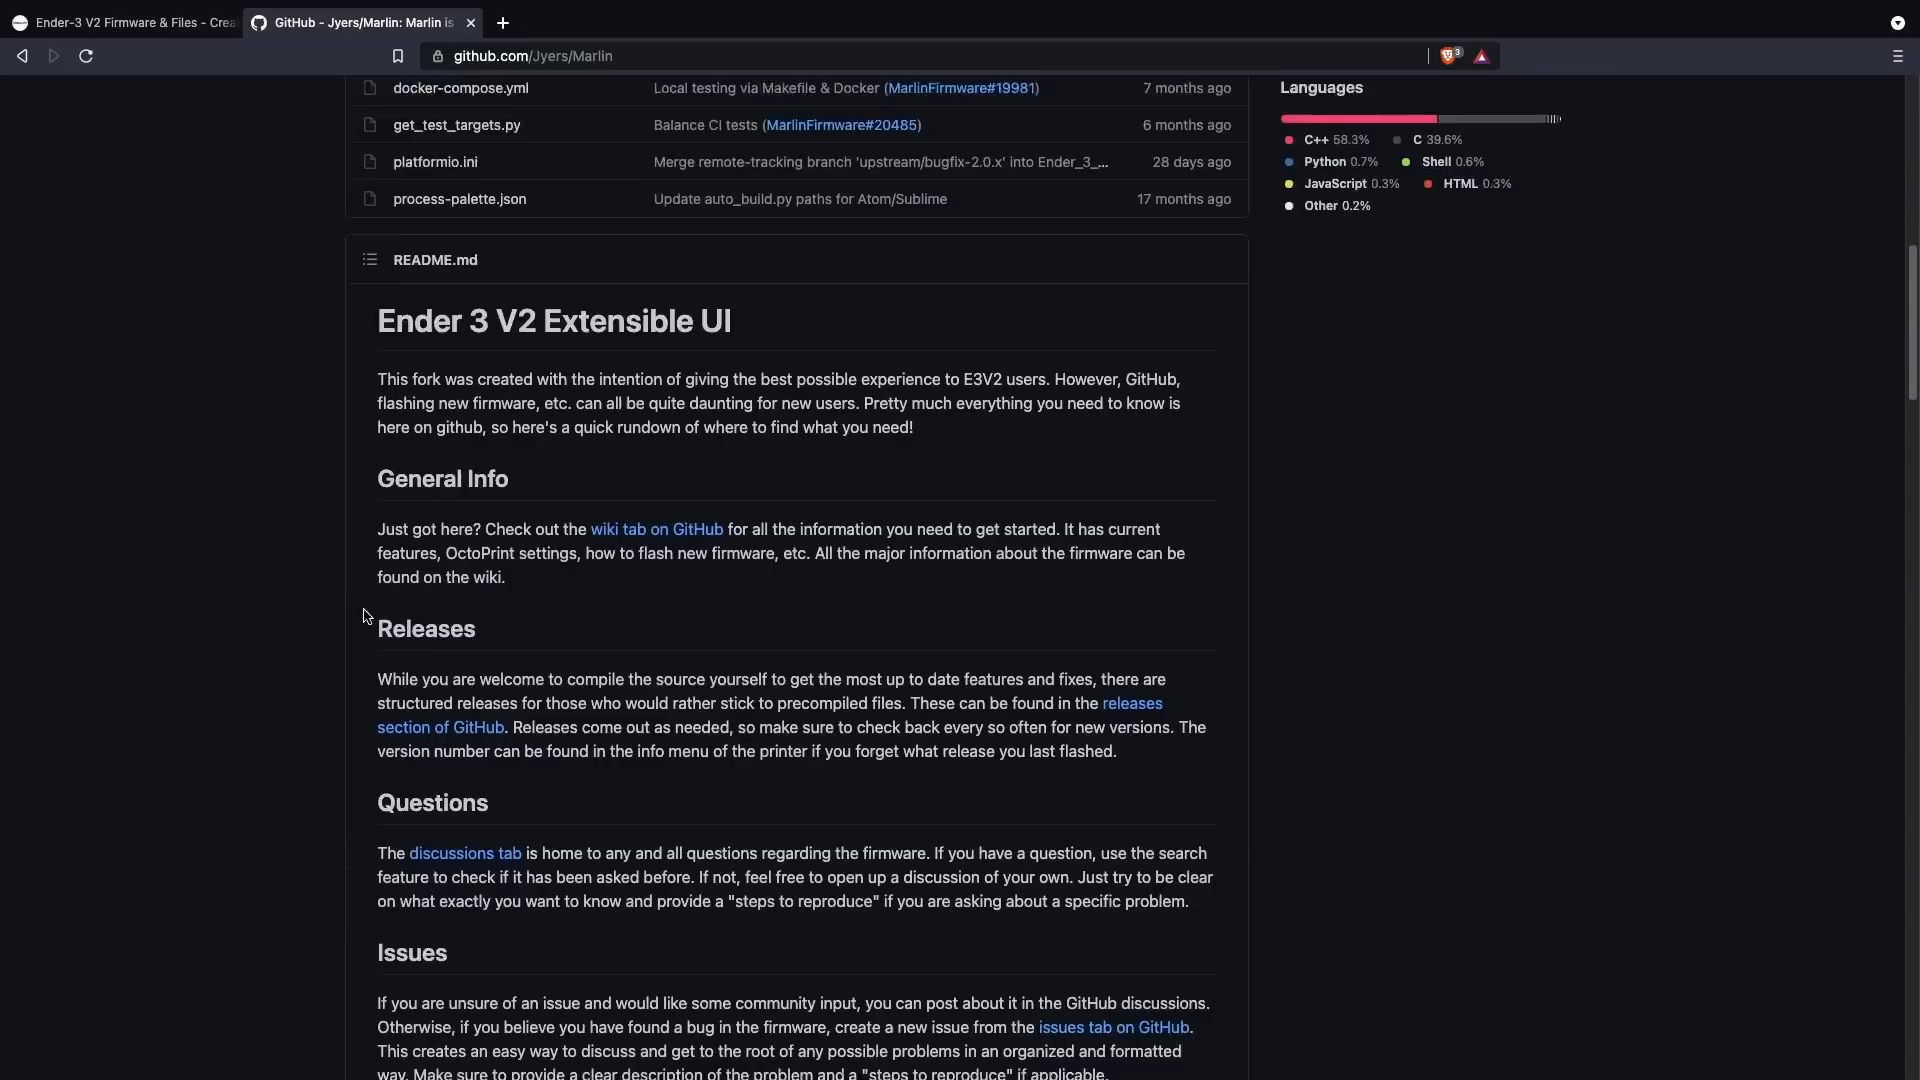 Ender-3 V2 Firmware & Files - Crea
GitHub - Jyers/Marlin: Marlin is
github.com/Jyers/Marlin
3
docker-compose.yml Local testing via Makefile & Docker (MarlinFirmware#19981) 7 months ago
get_test_targets.py Balance CI tests (MarlinFirmware#20485) 6 months ago
platformio.ini Merge remote-tracking branch 'upstream/bugfix-2.0.x' into Ender_3_... 28 days ago
process-palette.json Update auto_build.py paths for Atom/Sublime 17 months ago
Languages
C++ 58.3% C 39.6%
Python 0.7% Shell 0.6%
JavaScript 0.3% HTML 0.3%
Other 0.2%
README.md
Ender 3 V2 Extensible UI
This fork was created with the intention of giving the best possible experience to E3V2 users. However, GitHub,
flashing new firmware, etc. can all be quite daunting for new users. Pretty much everything you need to know is
here on github, so here's a quick rundown of where to find what you need!
General Info
Just got here? Check out the wiki tab on GitHub for all the information you need to get started. It has current
features, OctoPrint settings, how to flash new firmware, etc. All the major information about the firmware can be
found on the wiki.
Releases
While you are welcome to compile the source yourself to get the most up to date features and fixes, there are
structured releases for those who would rather stick to precompiled files. These can be found in the releases
section of GitHub. Releases come out as needed, so make sure to check back every so often for new versions. The
version number can be found in the info menu of the printer if you forget what release you last flashed.
Questions
The discussions tab is home to any and all questions regarding the firmware. If you have a question, use the search
feature to check if it has been asked before. If not, feel free to open up a discussion of your own. Just try to be clear
on what exactly you want to know and provide a "steps to reproduce" if you are asking about a specific problem.
Issues
If you are unsure of an issue and would like some community input, you can post about it in the GitHub discussions.
Otherwise, if you believe you have found a bug in the firmware, create a new issue from the issues tab on GitHub.
This creates an easy way to discuss and get to the root of any possible problems in an organized and formatted
way. Make sure to provide a clear description of the problem and a "steps to reproduce" if applicable.